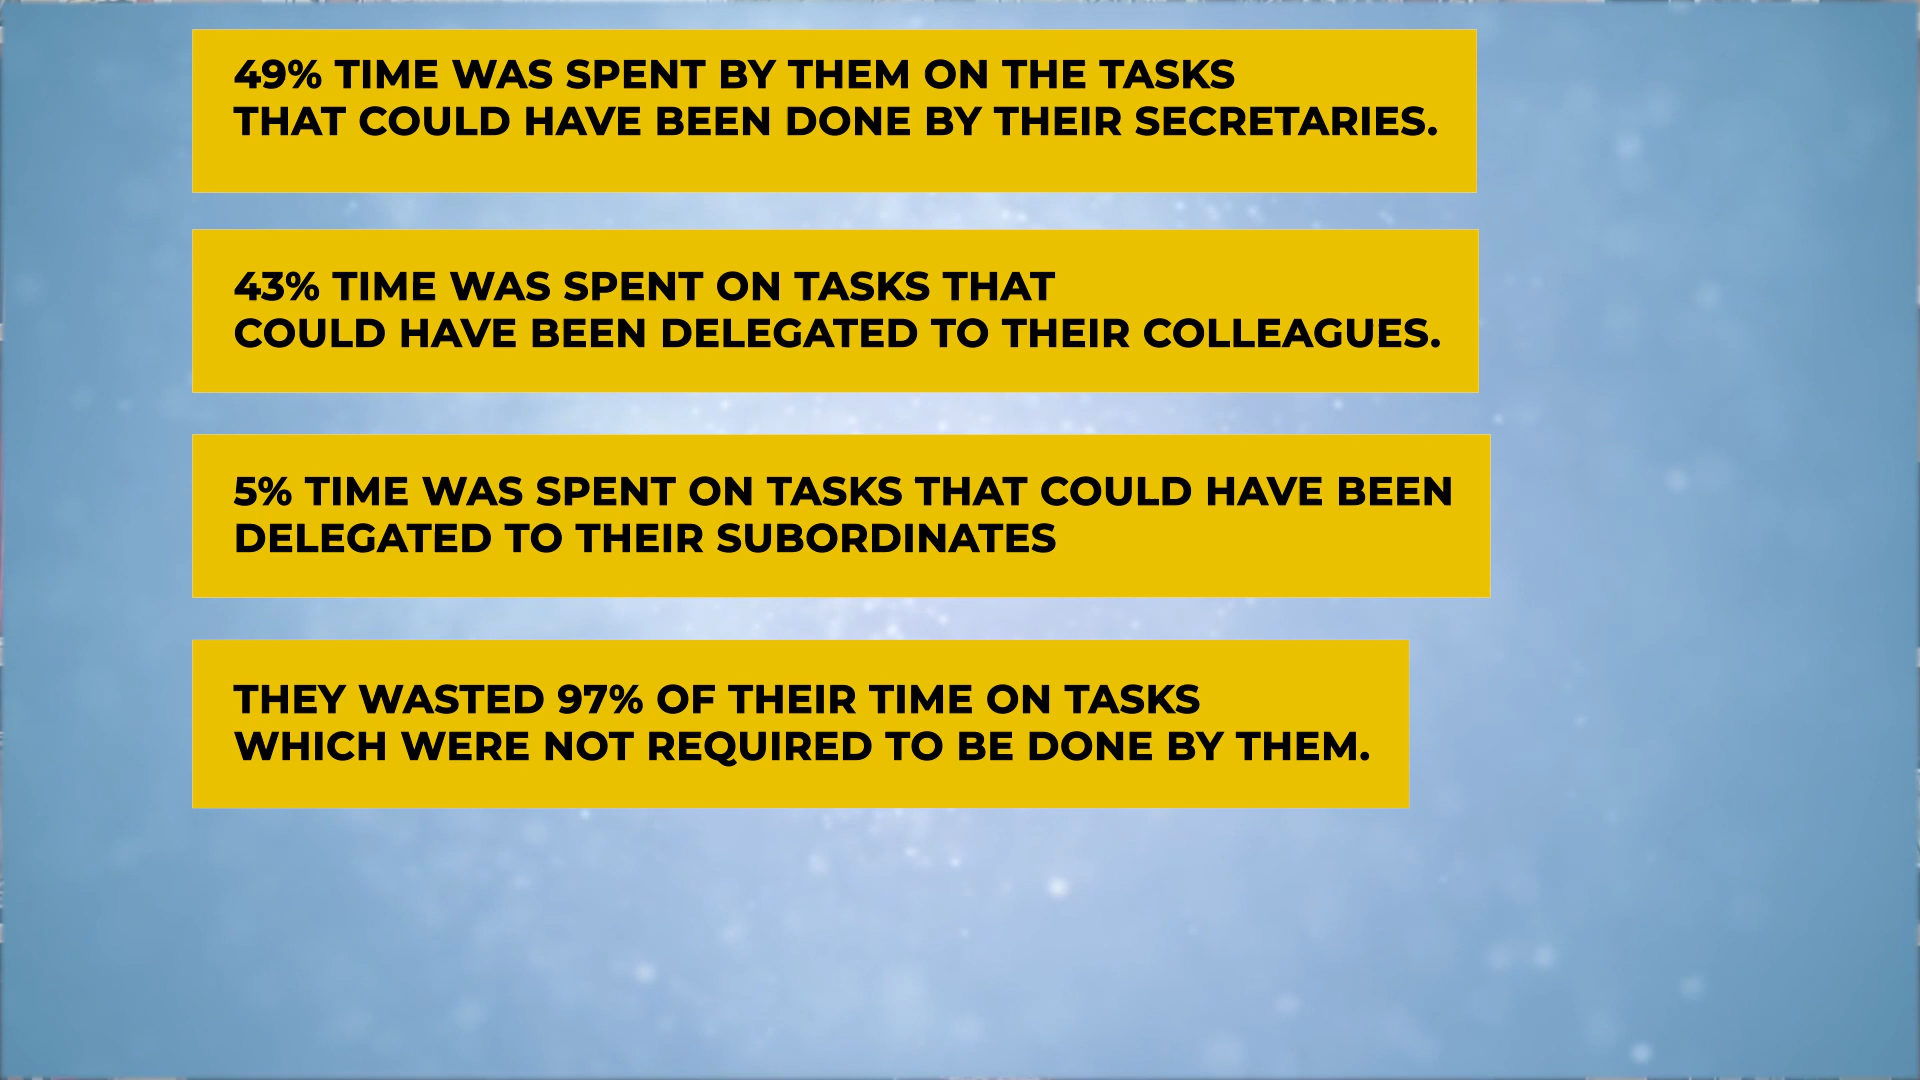 49% TIME WAS SPENT BY THEM ON THE TASKS
THAT COULD HAVE BEEN DONE BY THEIR SECRETARIES.
43% TIME WAS SPENT ON TASKS THAT
COULD HAVE BEEN DELEGATED TO THEIR COLLEAGUES.
5% TIME WAS SPENT ON TASKS THAT COULD HAVE BEEN
DELEGATED TO THEIR SUBORDINATES
THEY WASTED 97% OF THEIR TIME ON TASKS
WHICH WERE NOT REQUIRED TO BE DONE BY THEM.